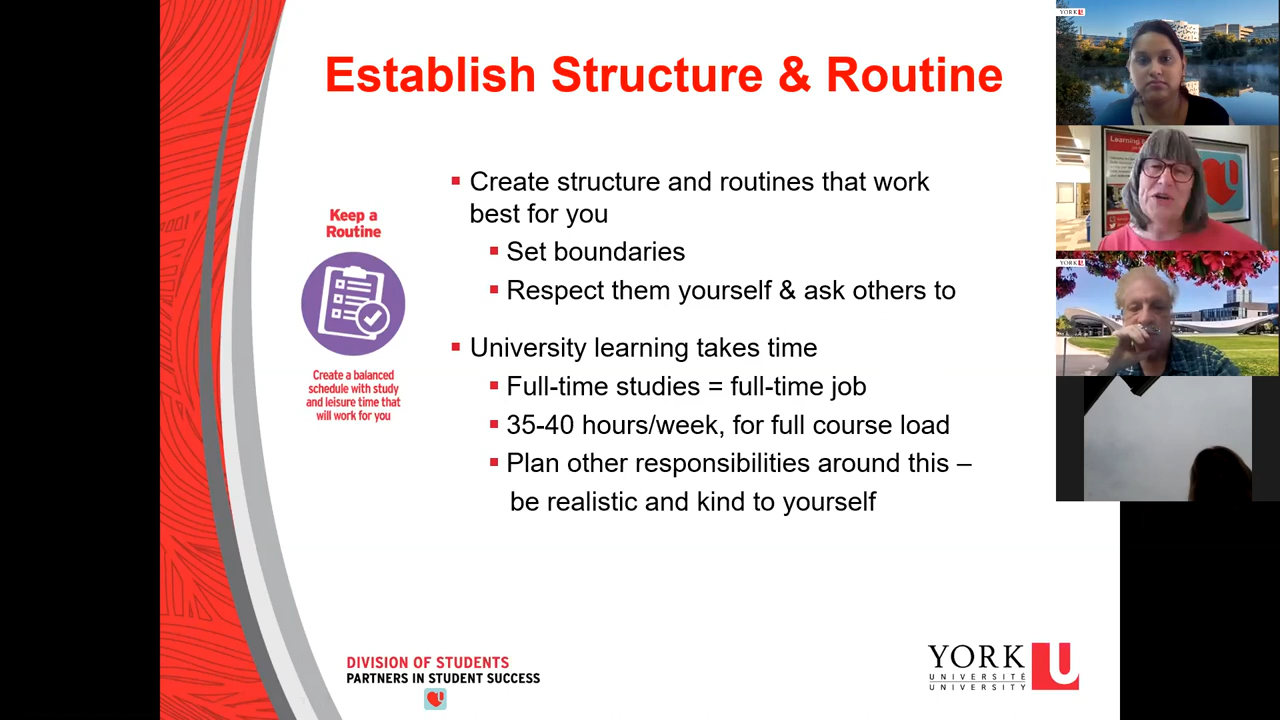 Establish Structure & Routine
Keep a
Routine
Create a balanced
schedule with study
and leisure time that
will work for you
▪ Create structure and routines that work
best for you
▪ Set boundaries
▪ Respect them yourself & ask others to
▪ University learning takes time
▪ Full-time studies = full-time job
▪ 35-40 hours/week, for full course load
▪ Plan other responsibilities around this –
be realistic and kind to yourself
DIVISION OF STUDENTS
PARTNERS IN STUDENT SUCCESS
U
YORK U
UNIVERSITÉ
UNIVERSITY
YORK U
Learning
U
YORK U